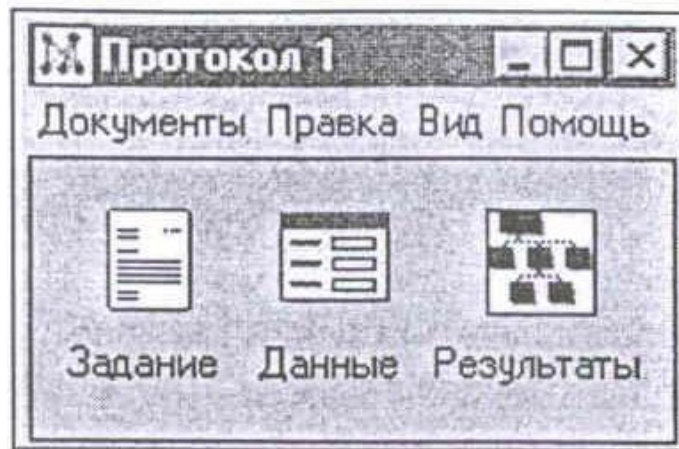 Протокол 1
Документы Правка Вид Помощь
Задание Данные Результаты